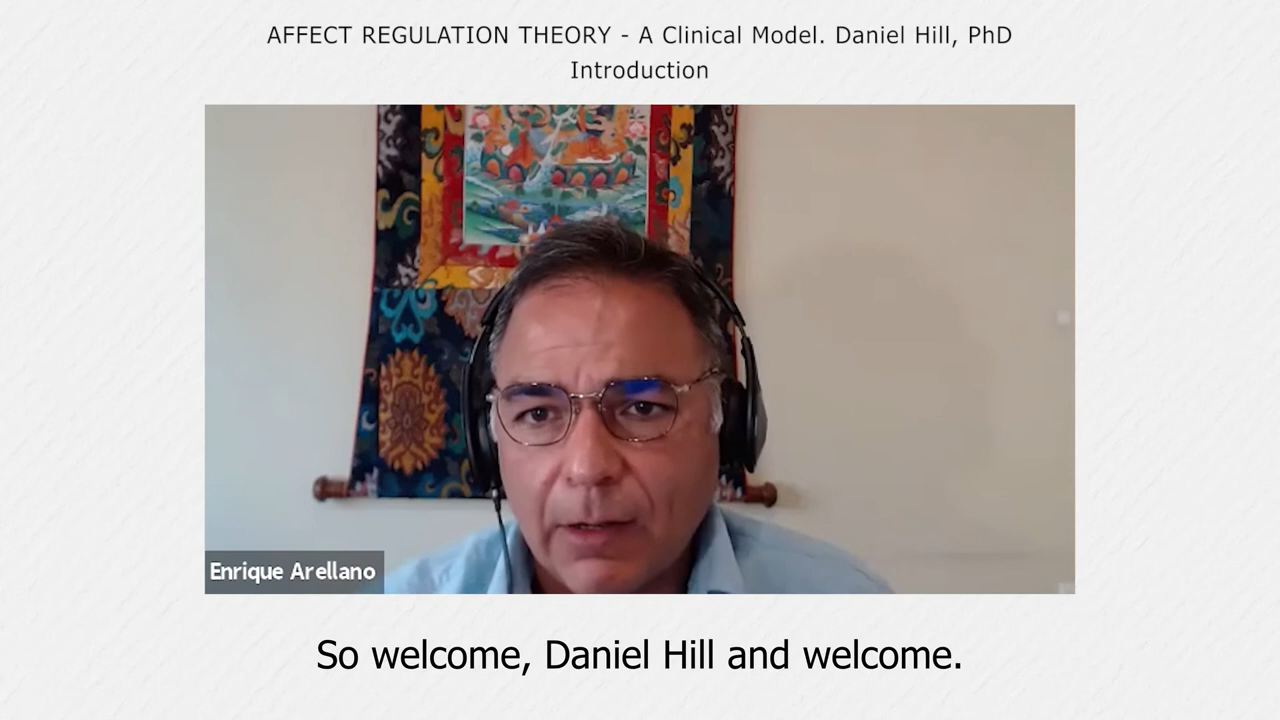 AFFECT REGULATION THEORY - A Clinical Model. Daniel Hill, PhD
Introduction
Enrique Arellano
So welcome, Daniel Hill and welcome.